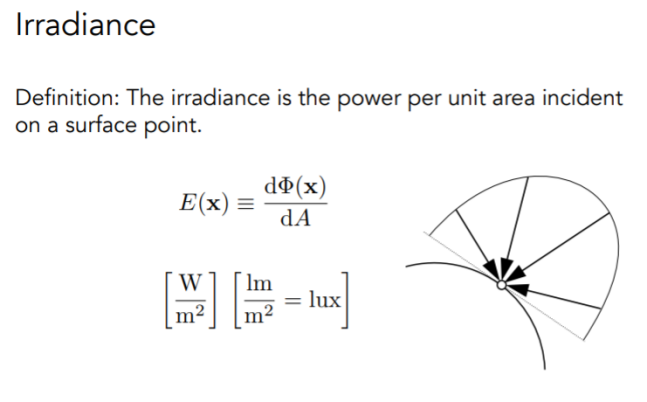 Irradiance
Definition: The irradiance is the power per unit area incident
on a surface point.
E(x) ≡ dΦ(x)/dA
[W/m²] [lm/m² = lux]